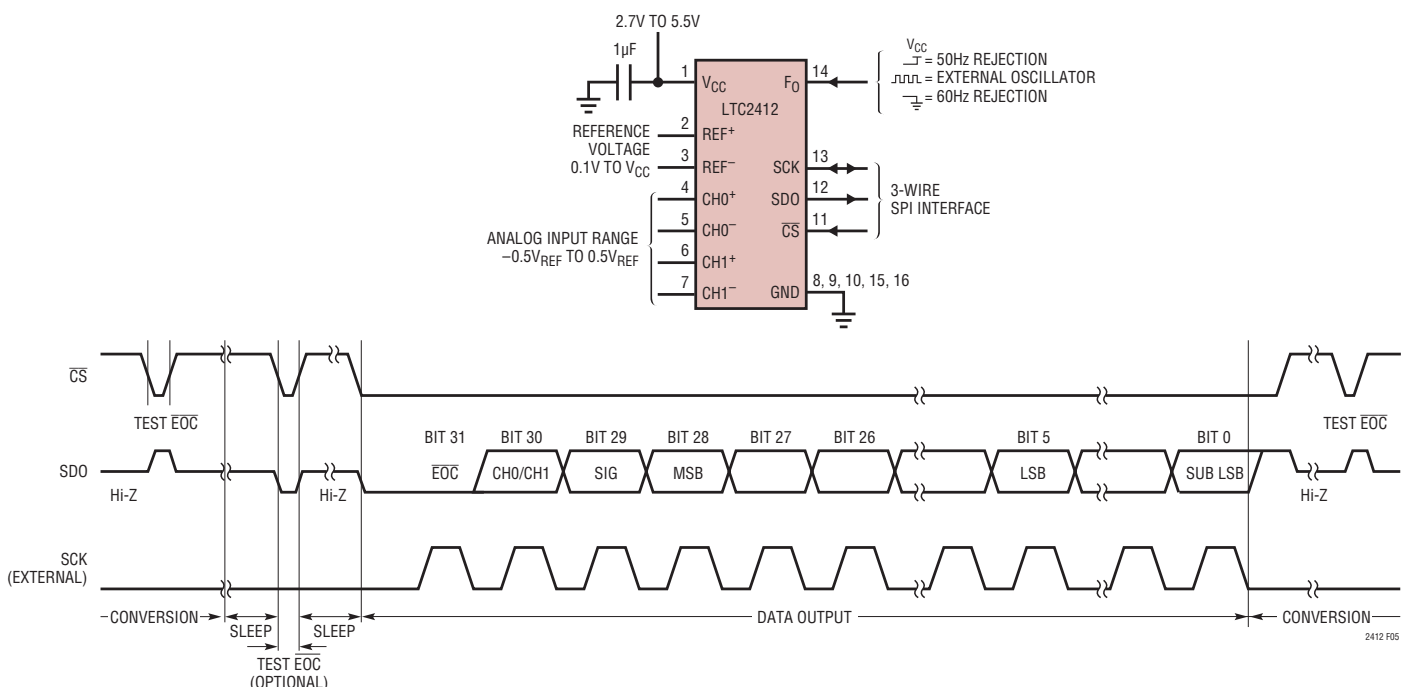 2.7V TO 5.5V
1µF
1
VCC
LTC2412
FO
14
VCC
= 50Hz REJECTION
= EXTERNAL OSCILLATOR
= 60Hz REJECTION
REFERENCE
VOLTAGE
0.1V TO VCC
2
REF+
3
REF−
SCK
13
SDO
12
CS
11
3-WIRE
SPI INTERFACE
ANALOG INPUT RANGE
−0.5VREF TO 0.5VREF
4
CH0+
5
CH0−
6
CH1+
7
CH1−
GND
8, 9, 10, 15, 16
CS
TEST EOC
TEST EOC
BIT 31
BIT 30
BIT 29
BIT 28
BIT 27
BIT 26
BIT 5
BIT 0
SDO
EOC
CH0/CH1
SIG
MSB
LSB
SUB LSB
Hi-Z
Hi-Z
Hi-Z
SCK
(EXTERNAL)
CONVERSION
SLEEP
SLEEP
DATA OUTPUT
CONVERSION
TEST EOC
(OPTIONAL)
2412 F05